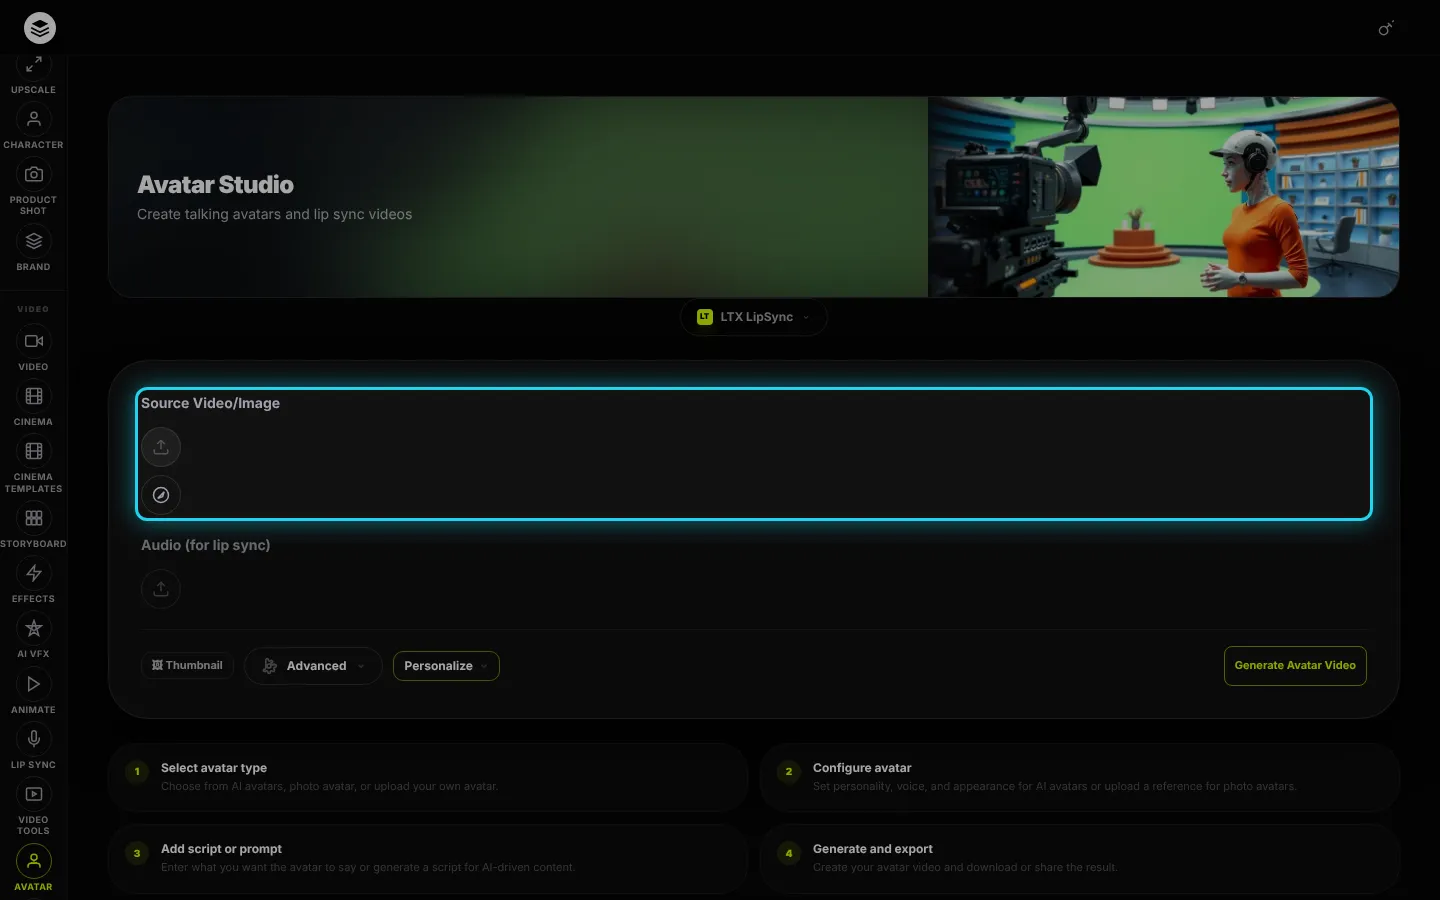 UPSCALE
CHARACTER
PRODUCT
SHOT
BRAND
VIDEO
VIDEO
CINEMA
CINEMA
TEMPLATES
STORYBOARD
EFFECTS
AI VFX
ANIMATE
LIP SYNC
VIDEO
TOOLS
AVATAR
Avatar Studio
Create talking avatars and lip sync videos
LT LTX LipSync
Source Video/Image
Audio (for lip sync)
Thumbnail
Advanced
Personalize
Generate Avatar Video
1 Select avatar type
Choose from AI avatars, photo avatar, or upload your own avatar.
2 Configure avatar
Set personality, voice, and appearance for AI avatars or upload a reference for photo avatars.
3 Add script or prompt
Enter what you want the avatar to say or generate a script for AI-driven content.
4 Generate and export
Create your avatar video and download or share the result.